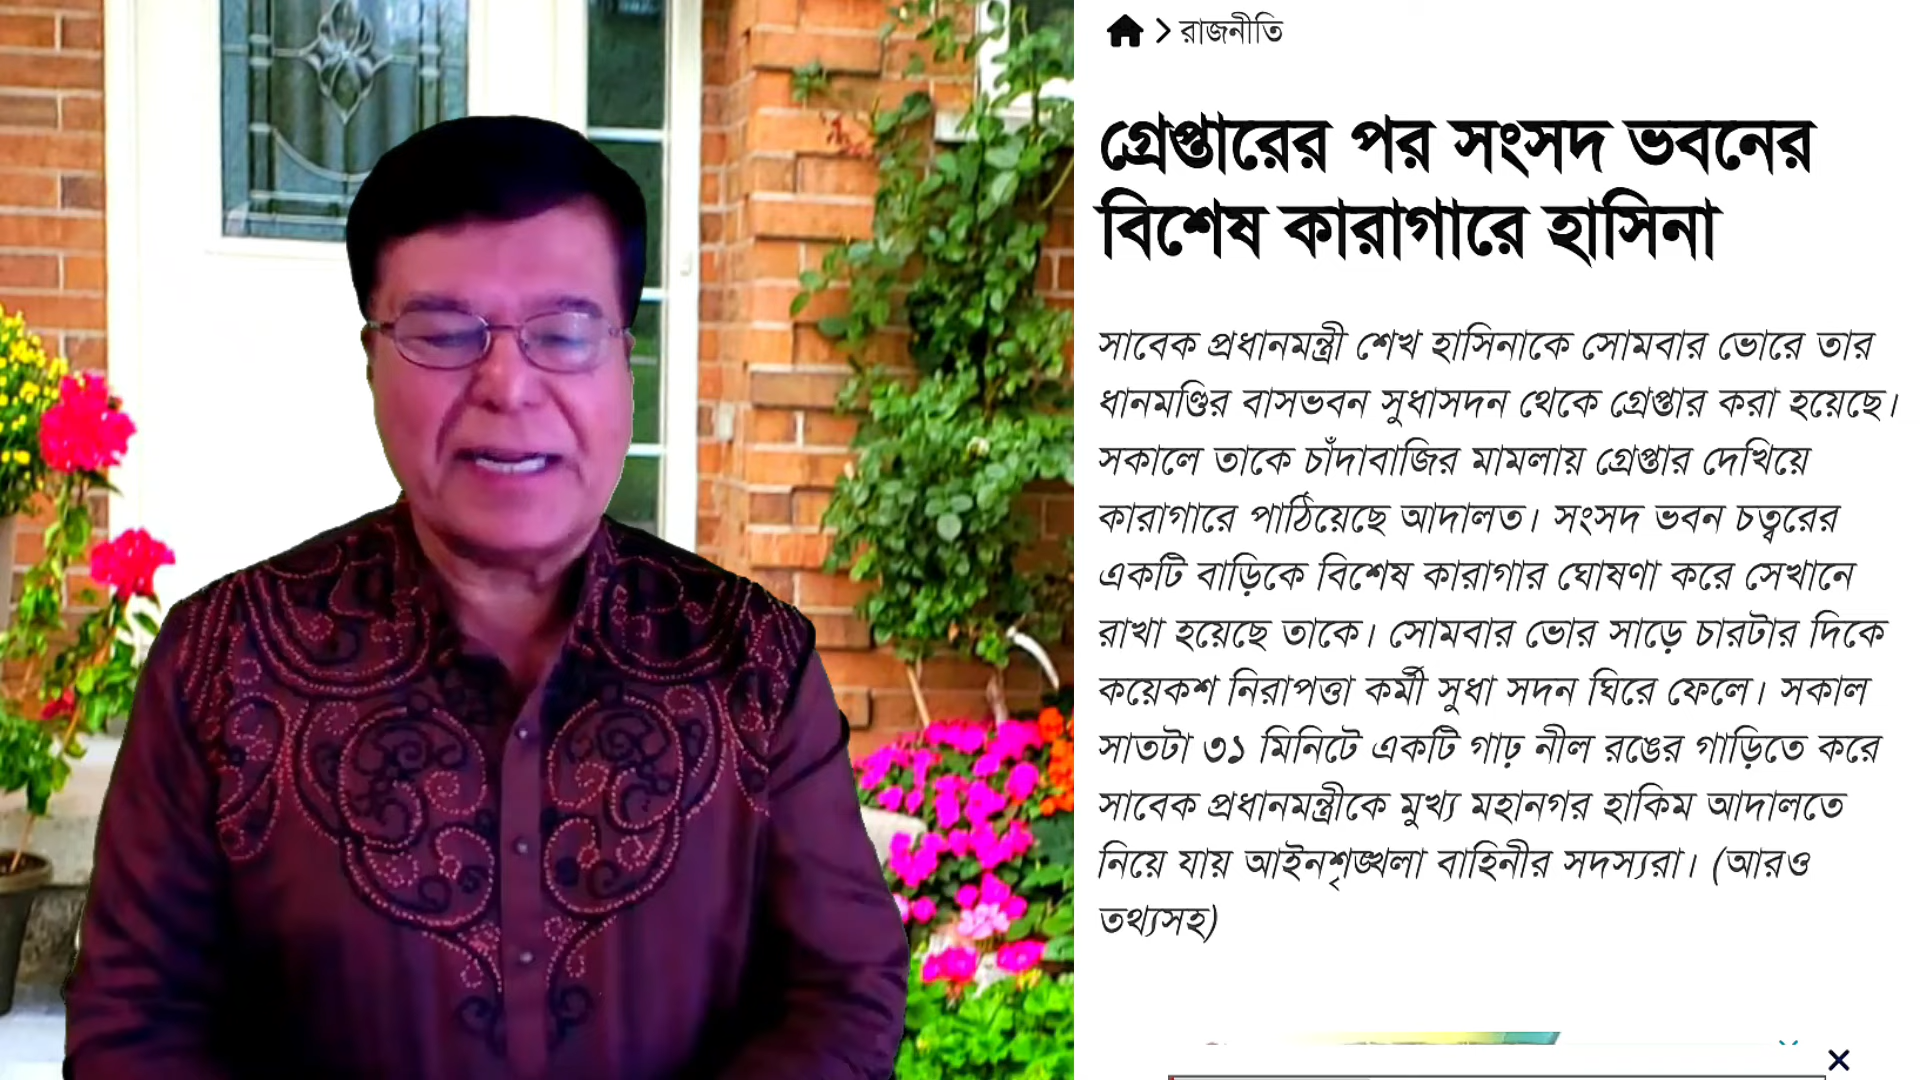 রাজনীতি
গ্রেপ্তারের পর সংসদ ভবনের
বিশেষ কারাগারে হাসিনা
সাবেক প্রধানমন্ত্রী শেখ হাসিনাকে সোমবার ভোরে তার
ধানমণ্ডির বাসভবন সুধাসদন থেকে গ্রেপ্তার করা হয়েছে।
সকালে তাকে চাঁদাবাজির মামলায় গ্রেপ্তার দেখিয়ে
কারাগারে পাঠিয়েছে আদালত। সংসদ ভবন চত্বরের
একটি বাড়িকে বিশেষ কারাগার ঘোষণা করে সেখানে
রাখা হয়েছে তাকে। সোমবার ভোর সাড়ে চারটার দিকে
কয়েকশ নিরাপত্তা কর্মী সুধা সদন ঘিরে ফেলে। সকাল
সাতটা ৩১ মিনিটে একটি গাঢ় নীল রঙের গাড়িতে করে
সাবেক প্রধানমন্ত্রীকে মুখ্য মহানগর হাকিম আদালতে
নিয়ে যায় আইনশৃঙ্খলা বাহিনীর সদস্যরা। (আরও
তথ্যসহ)